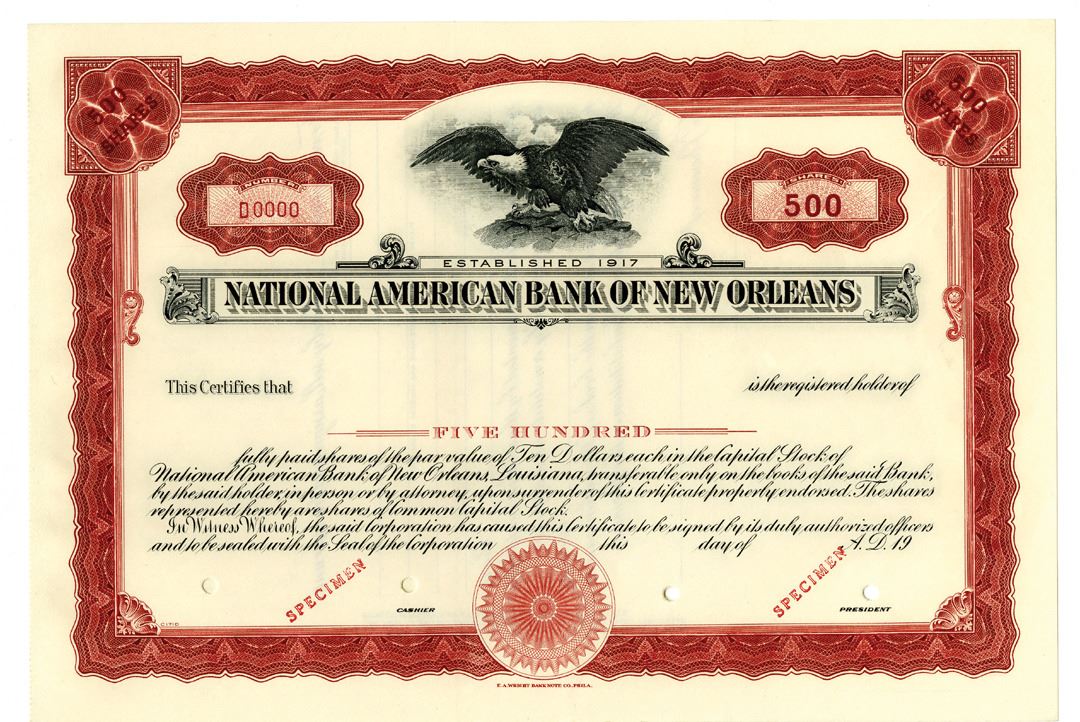 500 SHARES
500 SHARES
NUMBER
D0000
SHARES
500
ESTABLISHED 1917
NATIONAL AMERICAN BANK OF NEW ORLEANS
This Certifies that is the registered holder of
FIVE HUNDRED
fully paid shares of the par value of Ten Dollars each in the Capital Stock of
National American Bank of New Orleans, Louisiana, transferable only on the books of the said Bank,
by the said holder, in person or by attorney, upon surrender of this Certificate properly endorsed. The shares
represented hereby are shares of Common Capital Stock.
In Witness Whereof, the said Corporation has caused this Certificate to be signed by its duly authorized officers
and to be sealed with the Seal of the Corporation this day of A.D. 19
SPECIMEN
SPECIMEN
CASHIER
PRESIDENT
E.A. WRIGHT BANK NOTE CO. PHILA.